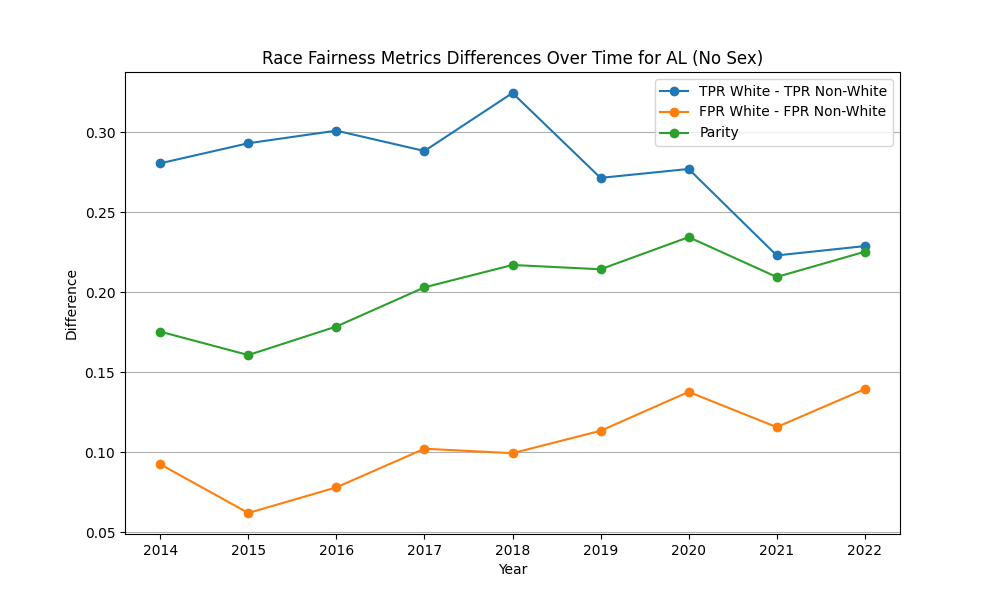 Race Fairness Metrics Differences Over Time for AL (No Sex)
TPR White - TPR Non-White
FPR White - FPR Non-White
Parity
Difference
0.30
0.25
0.20
0.15
0.10
0.05
2014 2015 2016 2017 2018 2019 2020 2021 2022
Year